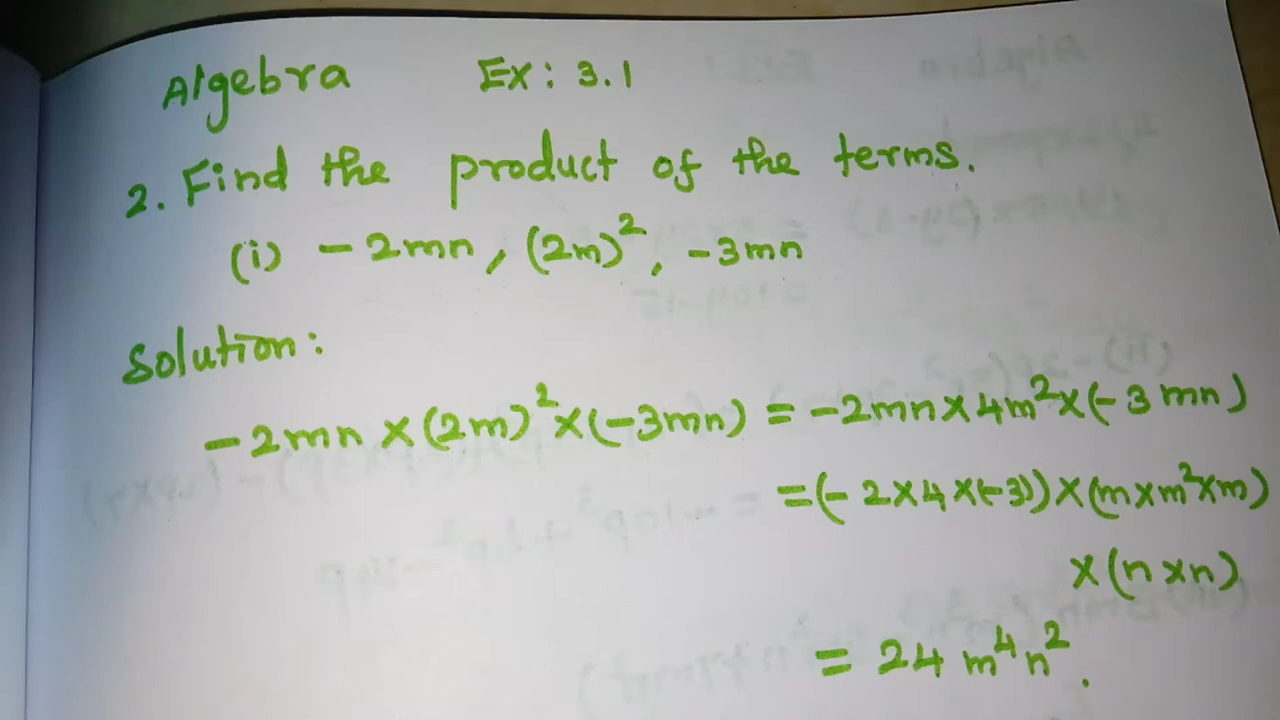 Algebra Ex: 3.1
2. Find the product of the terms.
(i) -2mn, (2m)², -3mn
Solution:
-2mn×(2m)²×(-3mn) = -2mn×4m²×(-3mn)
=(-2×4×(-3))×(m×m²×m)
×(n×n)
= 24 m⁴n².